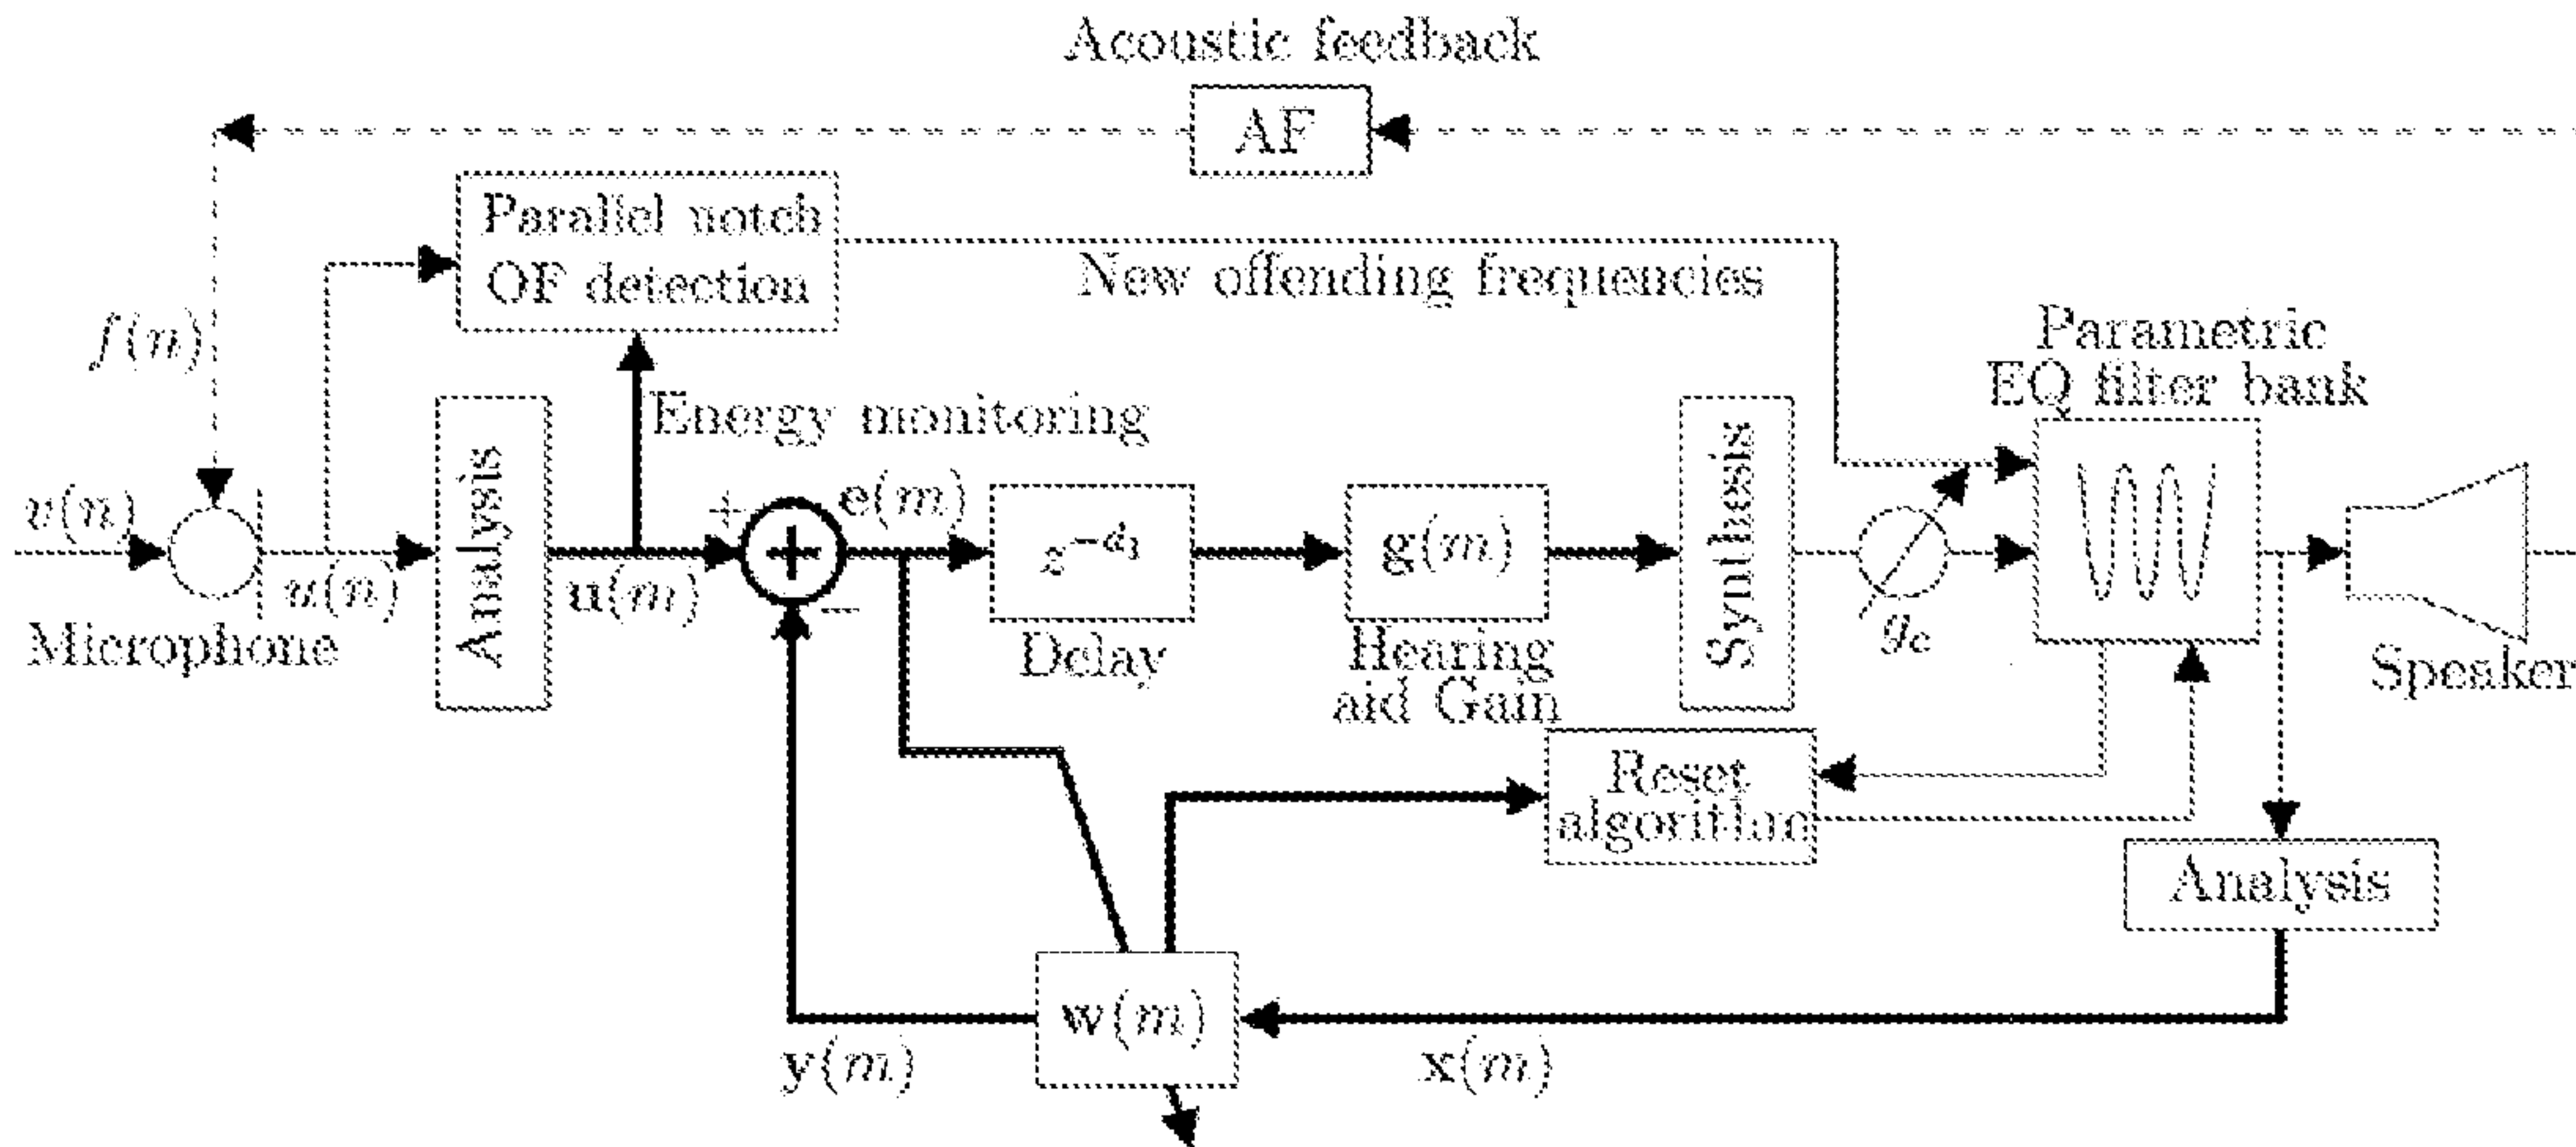 Acoustic feedback
AF
Parallel notch
OF detection
New offending frequencies
f(n)
Parametric
EQ filter bank
Energy monitoring
Analysis
Synthesis
v(n)
+
e(m)
+
z^{-d_1}
g(m)
u(n)
u(m)
−
g_c
Microphone
Delay
Hearing
aid Gain
Speaker
Reset
algorithm
Analysis
w(m)
y(m)
x(m)